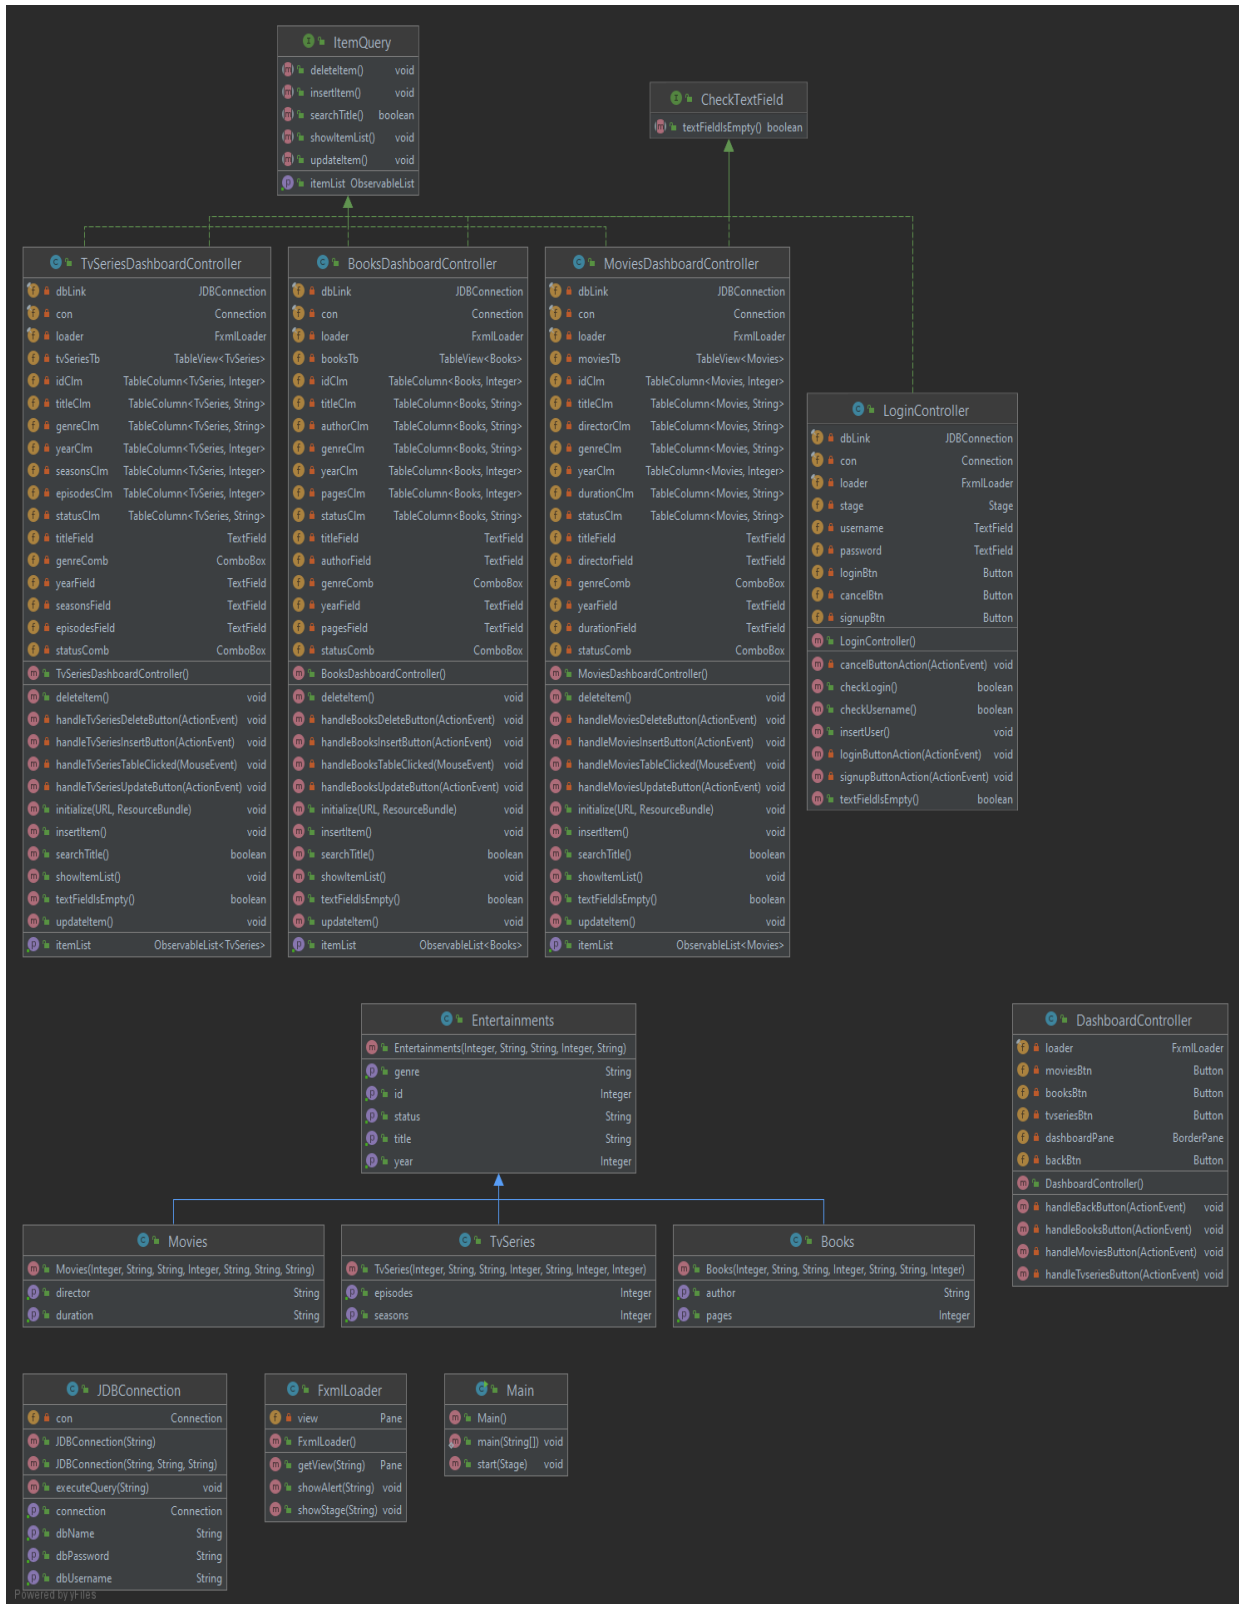 ItemQuery
deleteItem() void
insertItem() void
searchTitle() boolean
showItemList() void
updateItem() void
itemList ObservableList
CheckTextField
textFieldIsEmpty() boolean
TvSeriesDashboardController
dbLink JDBConnection
con Connection
loader FxmlLoader
tvSeriesTb TableView<TvSeries>
idClm TableColumn<TvSeries, Integer>
titleClm TableColumn<TvSeries, String>
genreClm TableColumn<TvSeries, String>
yearClm TableColumn<TvSeries, Integer>
seasonsClm TableColumn<TvSeries, Integer>
episodesClm TableColumn<TvSeries, Integer>
statusClm TableColumn<TvSeries, String>
titleField TextField
genreComb ComboBox
yearField TextField
seasonsField TextField
episodesField TextField
statusComb ComboBox
TvSeriesDashboardController()
deleteItem() void
handleTvSeriesDeleteButton(ActionEvent) void
handleTvSeriesInsertButton(ActionEvent) void
handleTvSeriesTableClicked(MouseEvent) void
handleTvSeriesUpdateButton(ActionEvent) void
initialize(URL, ResourceBundle) void
insertItem() void
searchTitle() boolean
showItemList() void
textFieldIsEmpty() boolean
updateItem() void
itemList ObservableList<TvSeries>
BooksDashboardController
dbLink JDBConnection
con Connection
loader FxmlLoader
booksTb TableView<Books>
idClm TableColumn<Books, Integer>
titleClm TableColumn<Books, String>
authorClm TableColumn<Books, String>
genreClm TableColumn<Books, String>
yearClm TableColumn<Books, Integer>
pagesClm TableColumn<Books, Integer>
statusClm TableColumn<Books, String>
titleField TextField
authorField TextField
genreComb ComboBox
yearField TextField
pagesField TextField
statusComb ComboBox
BooksDashboardController()
deleteItem() void
handleBooksDeleteButton(ActionEvent) void
handleBooksInsertButton(ActionEvent) void
handleBooksTableClicked(MouseEvent) void
handleBooksUpdateButton(ActionEvent) void
initialize(URL, ResourceBundle) void
insertItem() void
searchTitle() boolean
showItemList() void
textFieldIsEmpty() boolean
updateItem() void
itemList ObservableList<Books>
MoviesDashboardController
dbLink JDBConnection
con Connection
loader FxmlLoader
moviesTb TableView<Movies>
idClm TableColumn<Movies, Integer>
titleClm TableColumn<Movies, String>
directorClm TableColumn<Movies, String>
genreClm TableColumn<Movies, String>
yearClm TableColumn<Movies, Integer>
durationClm TableColumn<Movies, String>
statusClm TableColumn<Movies, String>
titleField TextField
directorField TextField
genreComb ComboBox
yearField TextField
durationField TextField
statusComb ComboBox
MoviesDashboardController()
deleteItem() void
handleMoviesDeleteButton(ActionEvent) void
handleMoviesInsertButton(ActionEvent) void
handleMoviesTableClicked(MouseEvent) void
handleMoviesUpdateButton(ActionEvent) void
initialize(URL, ResourceBundle) void
insertItem() void
searchTitle() boolean
showItemList() void
textFieldIsEmpty() boolean
updateItem() void
itemList ObservableList<Movies>
LoginController
dbLink JDBConnection
con Connection
loader FxmlLoader
stage Stage
username TextField
password TextField
loginBtn Button
cancelBtn Button
signupBtn Button
LoginController()
cancelButtonAction(ActionEvent) void
checkLogin() boolean
checkUsername() boolean
insertUser() void
loginButtonAction(ActionEvent) void
signupButtonAction(ActionEvent) void
textFieldIsEmpty() boolean
Entertainments
Entertainments(Integer, String, String, Integer, String)
genre String
id Integer
status String
title String
year Integer
DashboardController
loader FxmlLoader
moviesBtn Button
booksBtn Button
tvseriesBtn Button
dashboardPane BorderPane
backBtn Button
DashboardController()
handleBackButton(ActionEvent) void
handleBooksButton(ActionEvent) void
handleMoviesButton(ActionEvent) void
handleTvseriesButton(ActionEvent) void
Movies
Movies(Integer, String, String, Integer, String, String, String)
director String
duration String
TvSeries
TvSeries(Integer, String, String, Integer, String, Integer, Integer)
episodes Integer
seasons Integer
Books
Books(Integer, String, String, Integer, String, String, Integer)
author String
pages Integer
JDBConnection
con Connection
JDBConnection(String)
JDBConnection(String, String, String)
executeQuery(String) void
connection Connection
dbName String
dbPassword String
dbUsername String
FxmlLoader
view Pane
FxmlLoader()
getView(String) Pane
showAlert(String) void
showStage(String) void
Main
Main()
main(String[]) void
start(Stage) void
Powered by yFiles